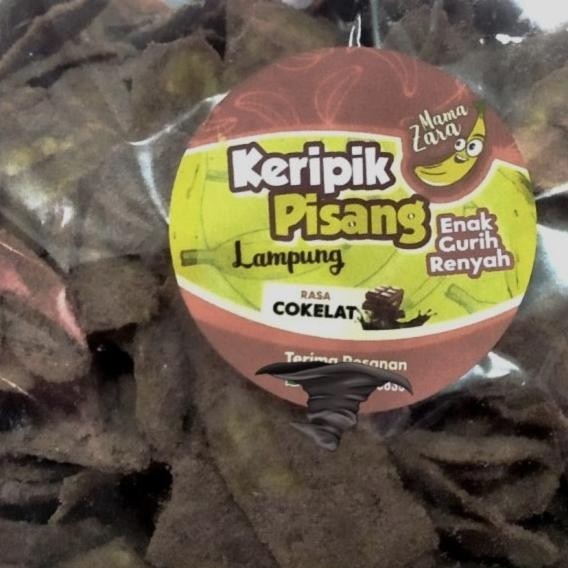 Mama
Zara
Keripik
Pisang
Lampung
Enak
Gurih
Renyah
RASA
COKELAT
Terima Pesanan